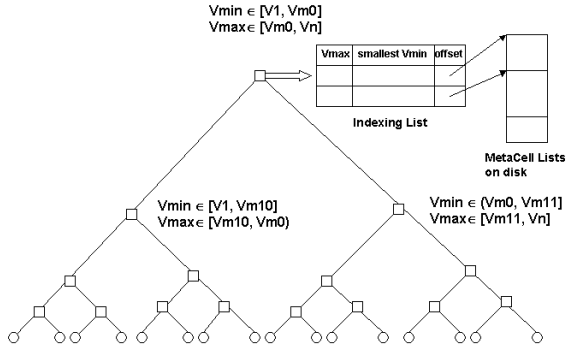 Vmin ∈ [V1, Vm0]
Vmax∈ [Vm0, Vn]
Vmax smallest Vmin offset
Indexing List
MetaCell Lists
on disk
Vmin ∈ [V1, Vm10]
Vmax∈ [Vm10, Vm0)
Vmin ∈ (Vm0, Vm11]
Vmax∈ [Vm11, Vn]